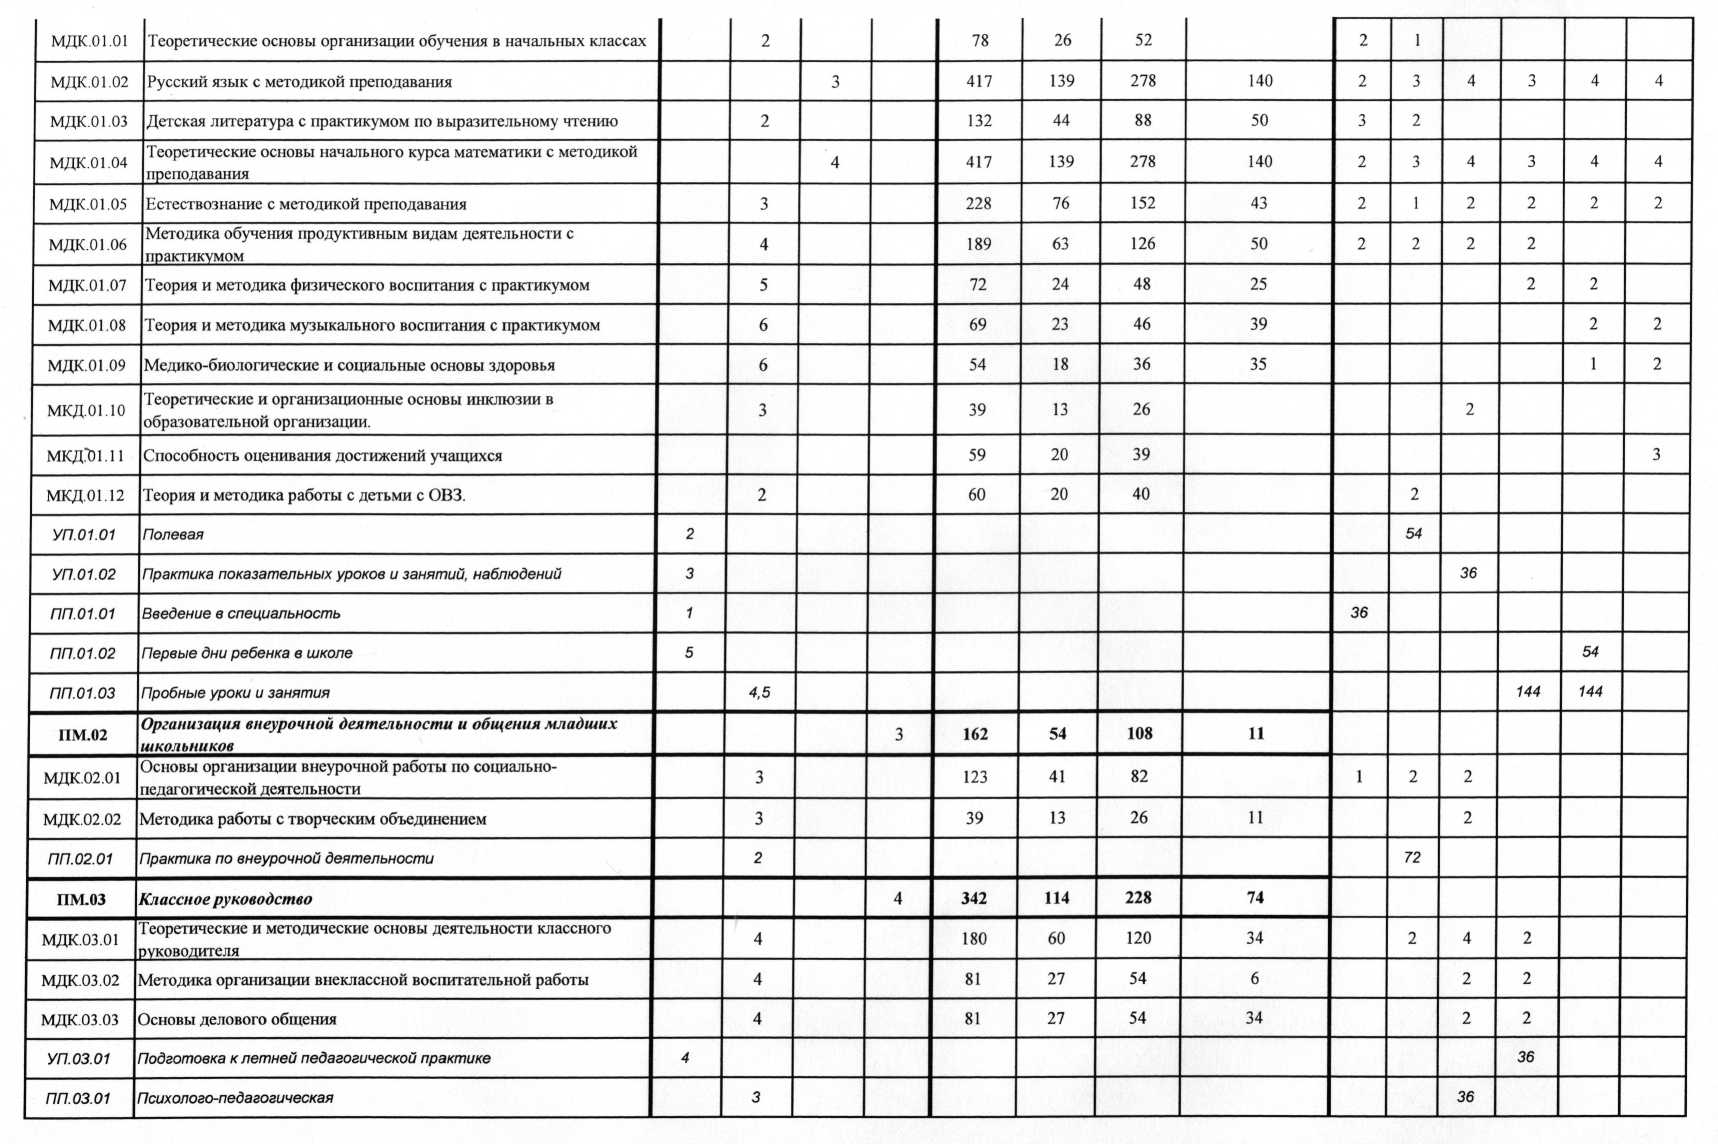 МДК.01.01 Теоретические основы организации обучения в начальных классах 2 78 26 52 2 1
МДК.01.02 Русский язык с методикой преподавания 3 417 139 278 140 2 3 4 3 4 4
МДК.01.03 Детская литература с практикумом по выразительному чтению 2 132 44 88 50 3 2
МДК.01.04 Теоретические основы начального курса математики с методикой
преподавания 4 417 139 278 140 2 3 4 3 4 4
МДК.01.05 Естествознание с методикой преподавания 3 228 76 152 43 2 1 2 2 2 2
МДК.01.06 Методика обучения продуктивным видам деятельности с
практикумом 4 189 63 126 50 2 2 2 2
МДК.01.07 Теория и методика физического воспитания с практикумом 5 72 24 48 25 2 2
МДК.01.08 Теория и методика музыкального воспитания с практикумом 6 69 23 46 39 2 2
МДК.01.09 Медико-биологические и социальные основы здоровья 6 54 18 36 35 1 2
МКД.01.10 Теоретические и организационные основы инклюзии в
образовательной организации. 3 39 13 26 2
МКД.01.11 Способность оценивания достижений учащихся 59 20 39 3
МКД.01.12 Теория и методика работы с детьми с ОВЗ. 2 60 20 40 2
УП.01.01 Полевая 2 54
УП.01.02 Практика показательных уроков и занятий, наблюдений 3 36
ПП.01.01 Введение в специальность 1 36
ПП.01.02 Первые дни ребенка в школе 5 54
ПП.01.03 Пробные уроки и занятия 4,5 144 144
ПМ.02 Организация внеурочной деятельности и общения младших
школьников 3 162 54 108 11
МДК.02.01 Основы организации внеурочной работы по социально-
педагогической деятельности 3 123 41 82 1 2 2
МДК.02.02 Методика работы с творческим объединением 3 39 13 26 11 2
ПП.02.01 Практика по внеурочной деятельности 2 72
ПМ.03 Классное руководство 4 342 114 228 74
МДК.03.01 Теоретические и методические основы деятельности классного
руководителя 4 180 60 120 34 2 4 2
МДК.03.02 Методика организации внеклассной воспитательной работы 4 81 27 54 6 2 2
МДК.03.03 Основы делового общения 4 81 27 54 34 2 2
УП.03.01 Подготовка к летней педагогической практике 4 36
ПП.03.01 Психолого-педагогическая 3 36